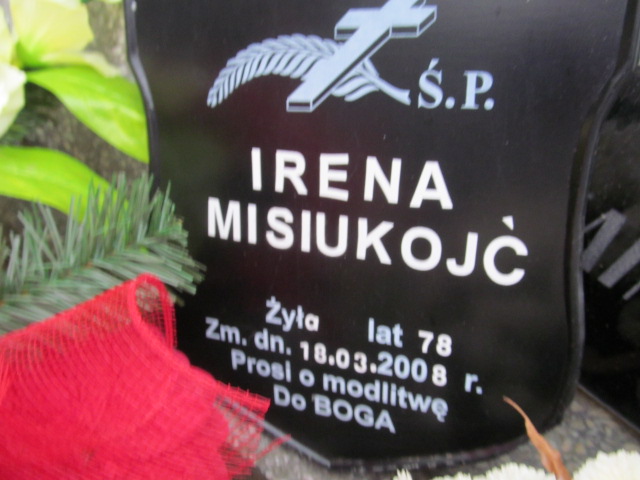 Ś.P.
IRENA
MISIUKOJĆ
Żyła lat 78
Zm. dn. 18.03.2008 r.
Prosi o modlitwę
Do BOGA